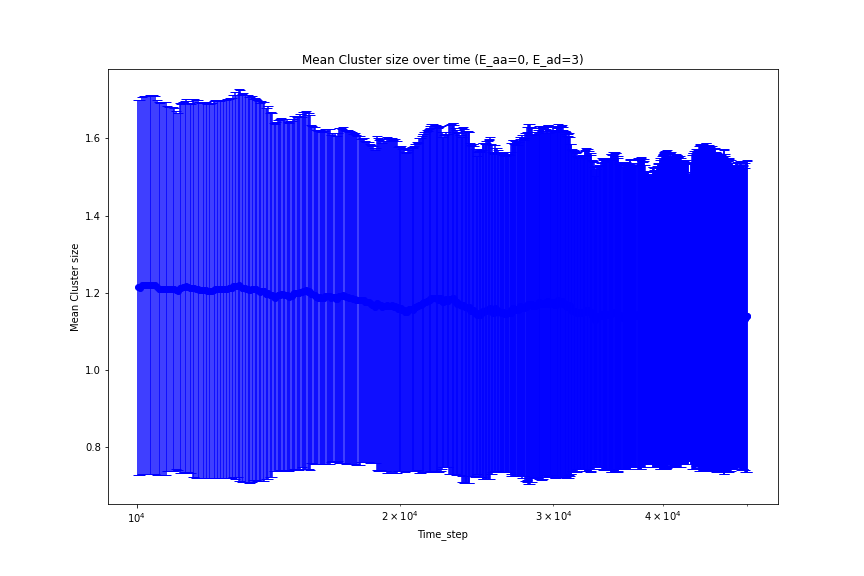 Mean Cluster size over time (E_aa=0, E_ad=3)
Mean Cluster size
1.6
1.4
1.2
1.0
0.8
10⁴
2 × 10⁴
3 × 10⁴
4 × 10⁴
Time_step